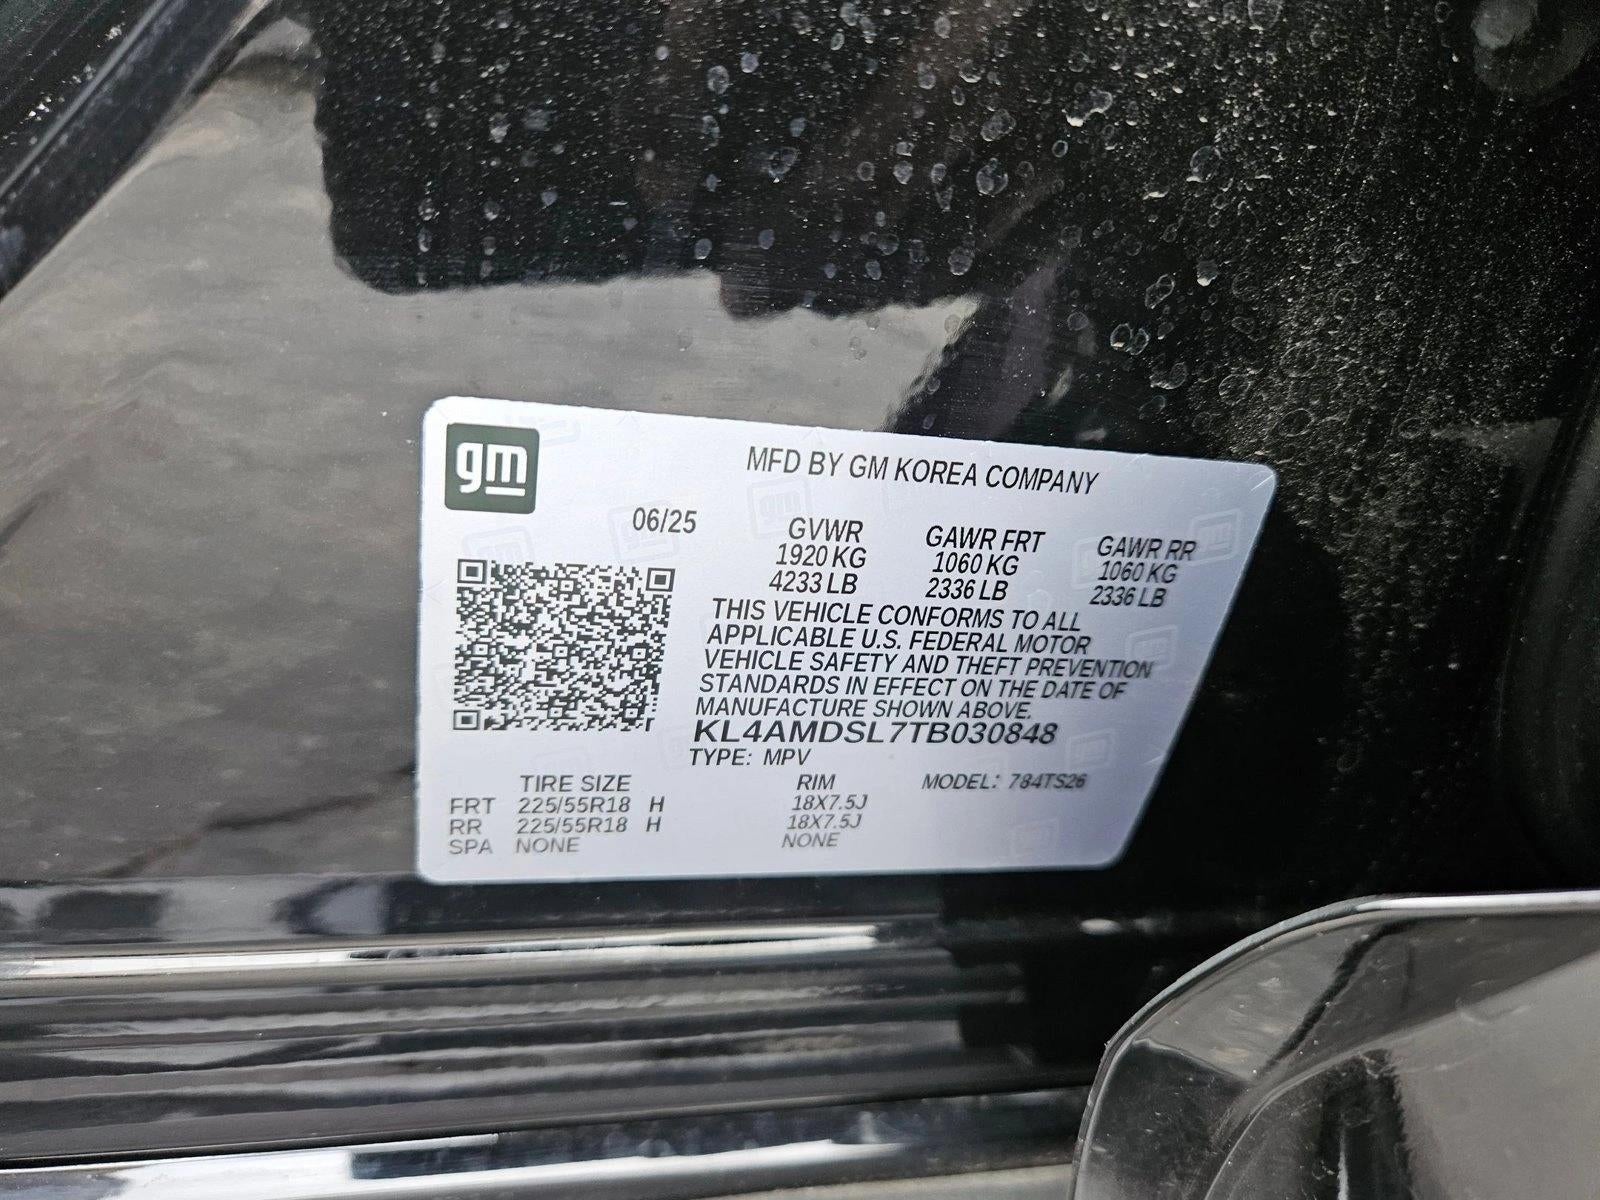 gm
MFD BY GM KOREA COMPANY
06/25
GVWR GAWR FRT GAWR RR
1920 KG 1060 KG 1060 KG
4233 LB 2336 LB 2336 LB
THIS VEHICLE CONFORMS TO ALL
APPLICABLE U.S. FEDERAL MOTOR
VEHICLE SAFETY AND THEFT PREVENTION
STANDARDS IN EFFECT ON THE DATE OF
MANUFACTURE SHOWN ABOVE.
KL4AMDSL7TB030848
TYPE: MPV
TIRE SIZE RIM MODEL: 784TS26
FRT 225/55R18 H 18X7.5J
RR 225/55R18 H 18X7.5J
SPA NONE NONE